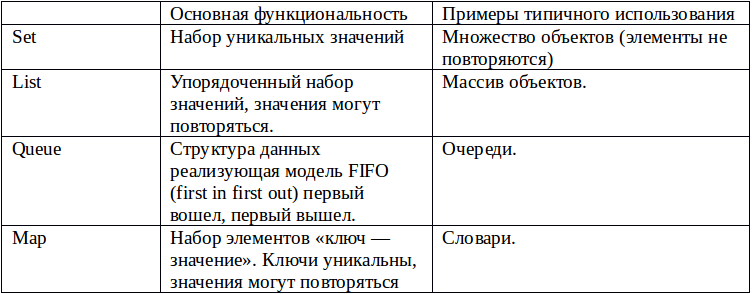 Основная функциональность
Примеры типичного использования
Set
Набор уникальных значений
Множество объектов (элементы не
повторяются)
List
Упорядоченный набор
значений, значения могут
повторяться.
Массив объектов.
Queue
Структура данных
реализующая модель FIFO
(first in first out) первый
вошел, первый вышел.
Очереди.
Map
Набор элементов «ключ —
значение». Ключи уникальны,
значения могут повторяться
Словари.